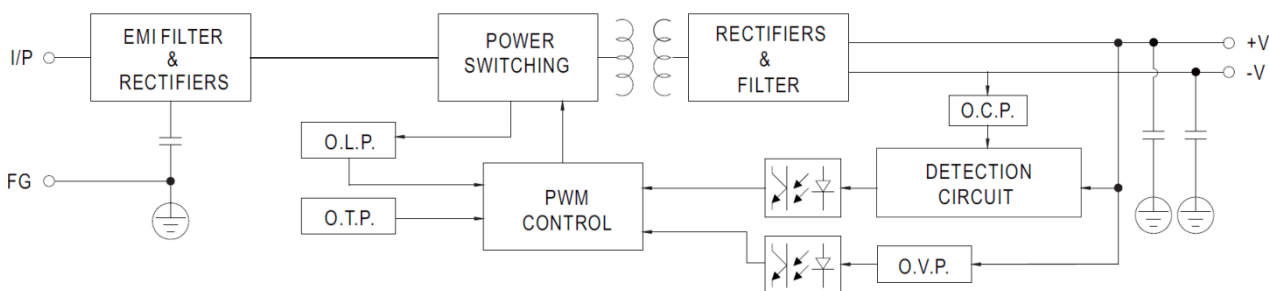 I/P
EMI FILTER
&
RECTIFIERS
POWER
SWITCHING
RECTIFIERS
&
FILTER
+V
-V
O.C.P.
O.L.P.
DETECTION
CIRCUIT
FG
PWM
CONTROL
O.T.P.
O.V.P.